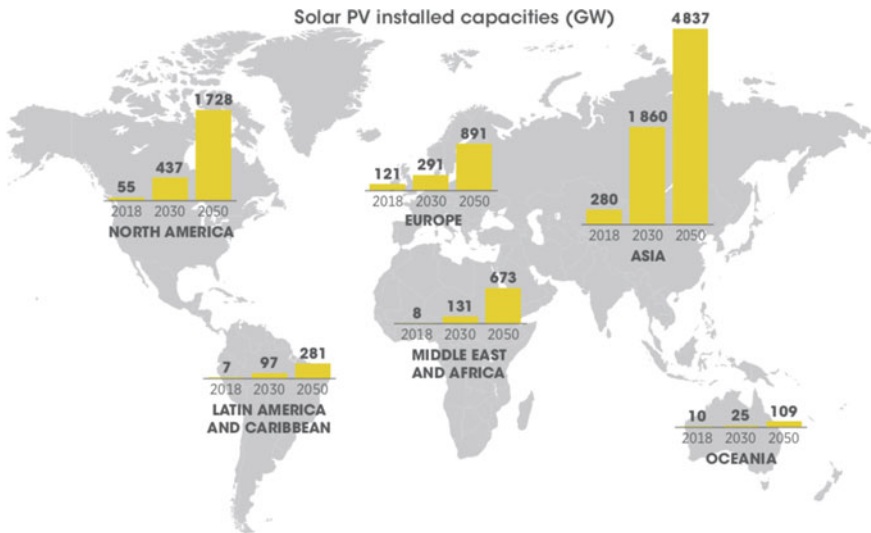 Solar PV installed capacities (GW)
55 437 1 728
2018 2030 2050
NORTH AMERICA
121 291 891
2018 2030 2050
EUROPE
280 1 860 4837
2018 2030 2050
ASIA
8 131 673
2018 2030 2050
MIDDLE EAST
AND AFRICA
7 97 281
2018 2030 2050
LATIN AMERICA
AND CARIBBEAN
10 25 109
2018 2030 2050
OCEANIA